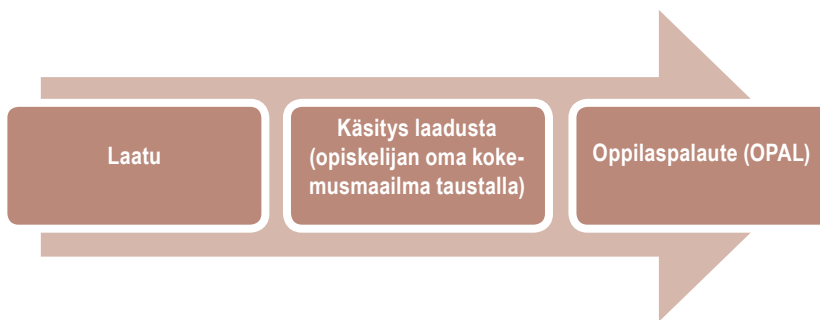 Laatu
Käsitys laadusta
(opiskelijan oma koke-
musmaailma taustalla)
Oppilaspalaute (OPAL)